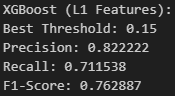 XGBoost (L1 Features):
Best Threshold: 0.15
Precision: 0.822222
Recall: 0.711538
F1-Score: 0.762887